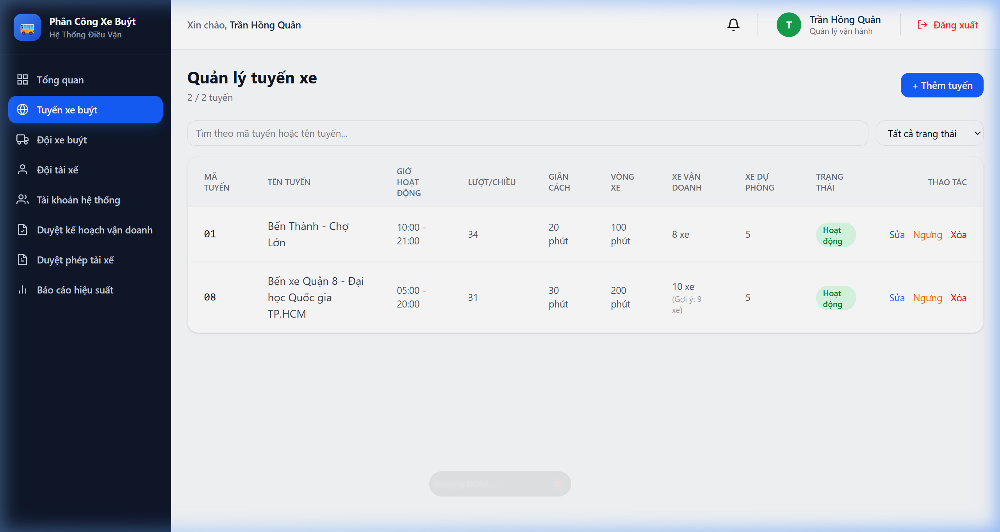 Phân Công Xe Buýt
Hệ Thống Điều Vận
Tổng quan
Tuyến xe buýt
Đội xe buýt
Đội tài xế
Tài khoản hệ thống
Duyệt kế hoạch vận doanh
Duyệt phép tài xế
Báo cáo hiệu suất
Xin chào, Trần Hồng Quân
T
Trần Hồng Quân
Quản lý vận hành
Đăng xuất
Quản lý tuyến xe
2 / 2 tuyến
+ Thêm tuyến
Tìm theo mã tuyến hoặc tên tuyến...
Tất cả trạng thái
MÃ
TUYẾN
TÊN TUYẾN
GIỜ
HOẠT
ĐỘNG
LƯỢT/CHIỀU
GIÃN
CÁCH
VÒNG
XE
XE VẬN
DOANH
XE DỰ
PHÒNG
TRẠNG
THÁI
THAO TÁC
01
Bến Thành - Chợ
Lớn
10:00 -
21:00
34
20
phút
100
phút
8 xe
5
Hoạt
động
Sửa Ngưng Xóa
08
Bến xe Quận 8 - Đại
học Quốc gia
TP.HCM
05:00 -
20:00
31
30
phút
200
phút
10 xe
(Gợi ý: 9
xe)
5
Hoạt
động
Sửa Ngưng Xóa